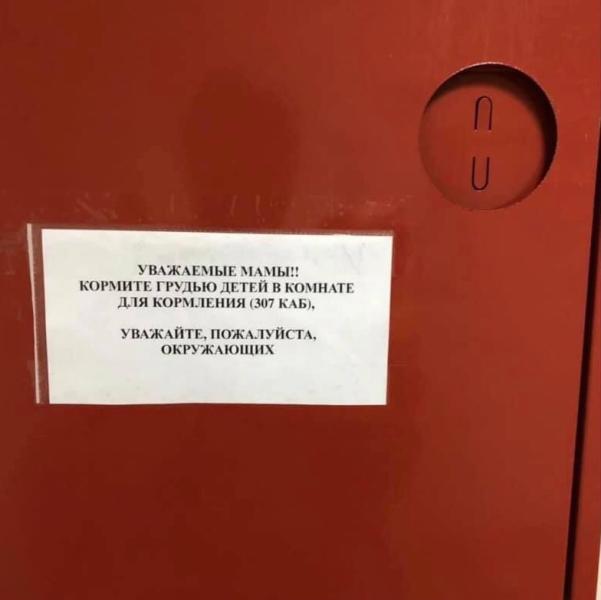 УВАЖАЕМЫЕ МАМЫ!!
КОРМИТЕ ГРУДЬЮ ДЕТЕЙ В КОМНАТЕ
ДЛЯ КОРМЛЕНИЯ (307 КАБ),
УВАЖАЙТЕ, ПОЖАЛУЙСТА,
ОКРУЖАЮЩИХ